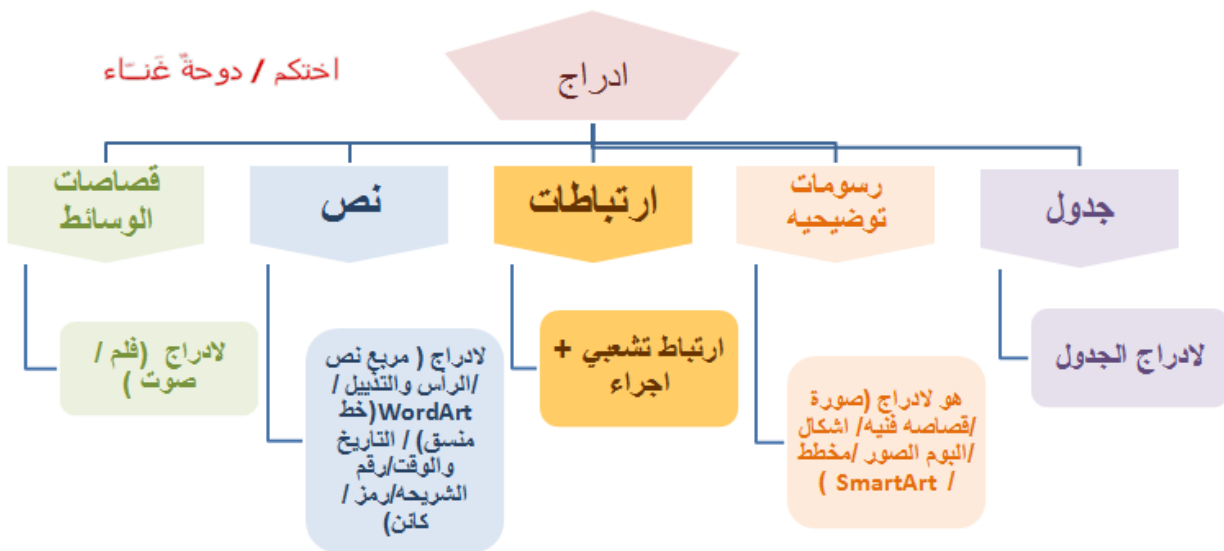 اختكم / دوحةٌ غَنـّاء
ادراج
جدول
رسومات
توضيحيه
ارتباطات
نص
قصاصات
الوسائط
لادراج الجدول
هو لادراج (صورة
/قصاصه فنيه/ اشكال
/البوم الصور /مخطط
/ SmartArt )
ارتباط تشعبي +
اجراء
لادراج ( مربع نص
/الرأس والتذييل /
WordArt(خط
منسق) / التاريخ
والوقت/رقم
الشريحه/رمز /
كائن)
لادراج (فلم /
صوت )